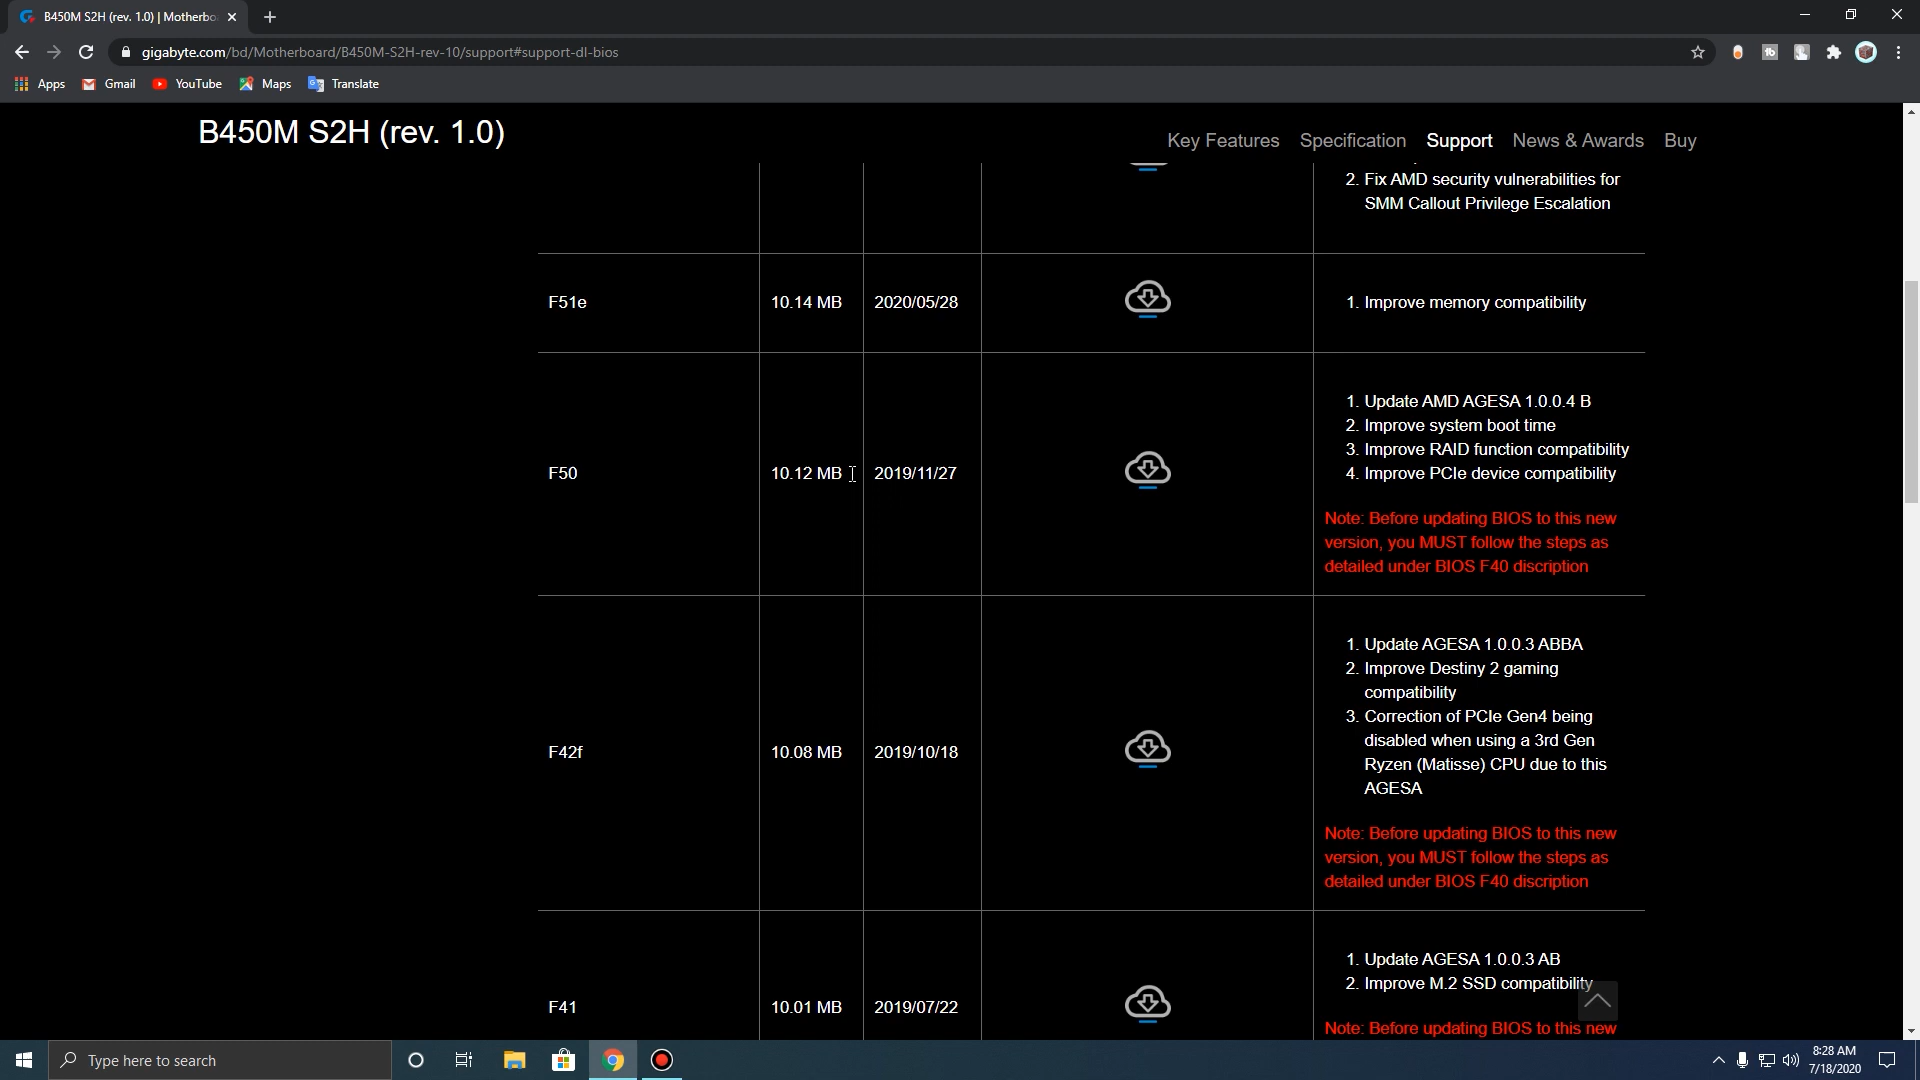 B450M S2H (rev. 1.0) | Motherbo
gigabyte.com/bd/Motherboard/B450M-S2H-rev-10/support#support-dl-bios
Apps Gmail YouTube Maps Translate
B450M S2H (rev. 1.0)
Key Features Specification Support News & Awards Buy
2. Fix AMD security vulnerabilities for
SMM Callout Privilege Escalation
F51e 10.14 MB 2020/05/28 1. Improve memory compatibility
1. Update AMD AGESA 1.0.0.4 B
2. Improve system boot time
3. Improve RAID function compatibility
F50 10.12 MB 2019/11/27 4. Improve PCIe device compatibility
Note: Before updating BIOS to this new
version, you MUST follow the steps as
detailed under BIOS F40 discription
1. Update AGESA 1.0.0.3 ABBA
2. Improve Destiny 2 gaming
compatibility
3. Correction of PCIe Gen4 being
disabled when using a 3rd Gen
F42f 10.08 MB 2019/10/18
Ryzen (Matisse) CPU due to this
AGESA
Note: Before updating BIOS to this new
version, you MUST follow the steps as
detailed under BIOS F40 discription
1. Update AGESA 1.0.0.3 AB
2. Improve M.2 SSD compatibility
F41 10.01 MB 2019/07/22
Note: Before updating BIOS to this new
Type here to search
8:28 AM
7/18/2020